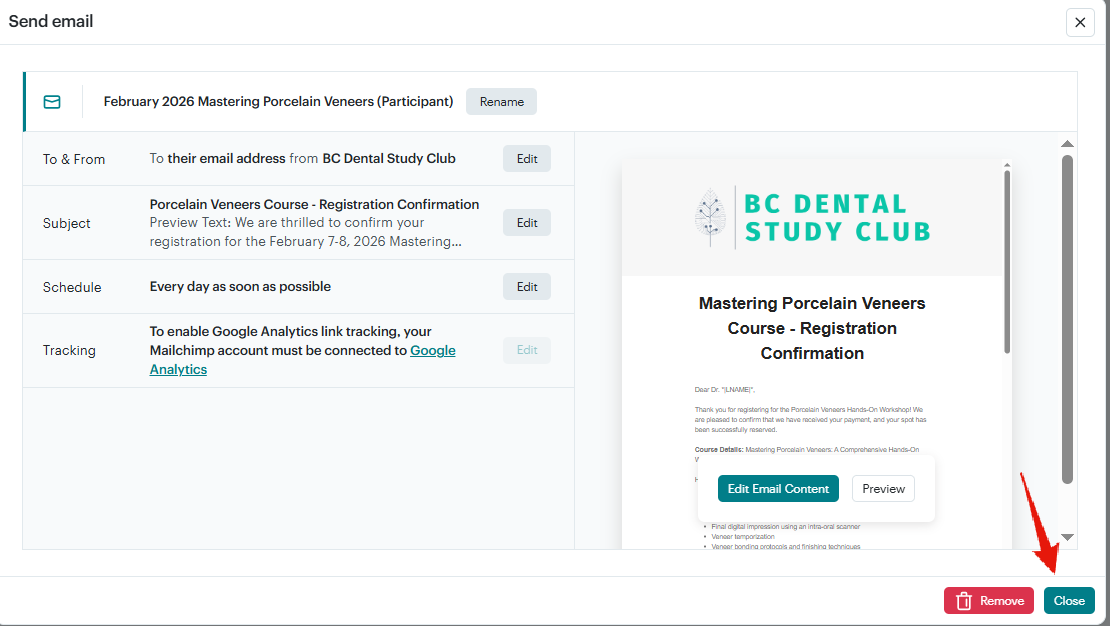 Send email
February 2026 Mastering Porcelain Veneers (Participant)
Rename
To & From
To their email address from BC Dental Study Club
Edit
Subject
Porcelain Veneers Course - Registration Confirmation
Preview Text: We are thrilled to confirm your
registration for the February 7-8, 2026 Mastering...
Edit
Schedule
Every day as soon as possible
Edit
Tracking
To enable Google Analytics link tracking, your
Mailchimp account must be connected to Google
Analytics
Edit
BC DENTAL
STUDY CLUB
Mastering Porcelain Veneers
Course - Registration
Confirmation
Dear Dr. *|LNAME|*,
Thank you for registering for the Porcelain Veneers Hands-On Workshop! We
are pleased to confirm that we have received your payment, and your spot has
been successfully reserved.
Course Details: Mastering Porcelain Veneers: A Comprehensive Hands-On
Edit Email Content
Preview
• Final digital impression using an intra-oral scanner
• Veneer temporization
• Veneer bonding protocols and finishing techniques
Remove
Close